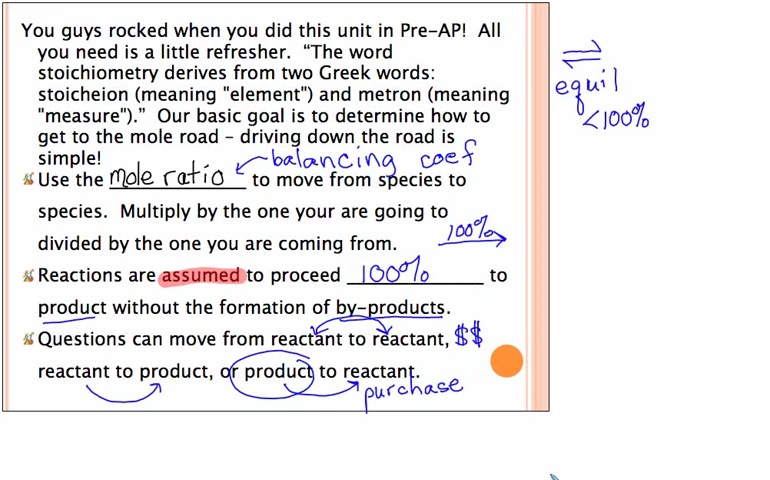 You guys rocked when you did this unit in Pre-AP!  All
you need is a little refresher.  “The word
stoichiometry derives from two Greek words:
stoicheion (meaning "element") and metron (meaning
"measure").”  Our basic goal is to determine how to
get to the mole road – driving down the road is
simple!
balancing coef
Use the mole ratio to move from species to
species.  Multiply by the one your are going to
divided by the one you are coming from.
100%
Reactions are assumed to proceed 100% to
product without the formation of by-products.
Questions can move from reactant to reactant, $$
reactant to product, or product to reactant.
purchase
⇌
equil
<100%